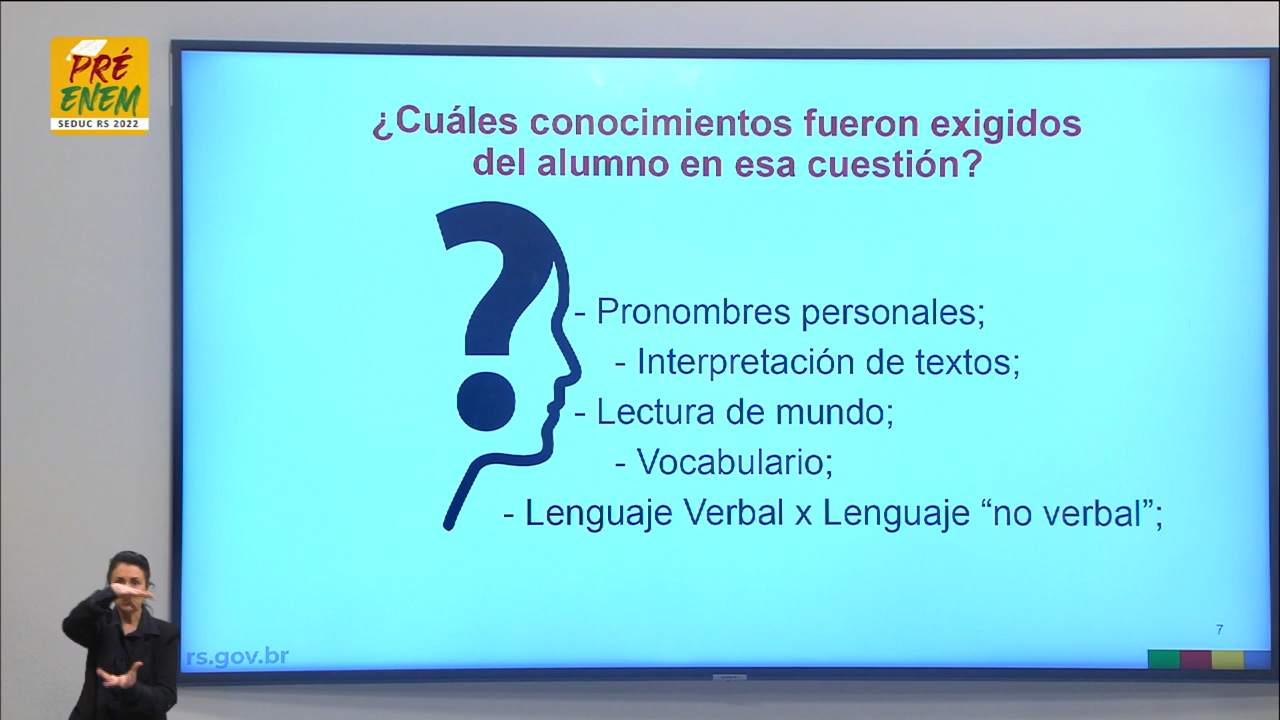 PRÉ
ENEM
SEDUC RS 2022
¿Cuáles conocimientos fueron exigidos
del alumno en esa cuestión?
- Pronombres personales;
- Interpretación de textos;
- Lectura de mundo;
- Vocabulario;
- Lenguaje Verbal x Lenguaje “no verbal”;
7
rs.gov.br